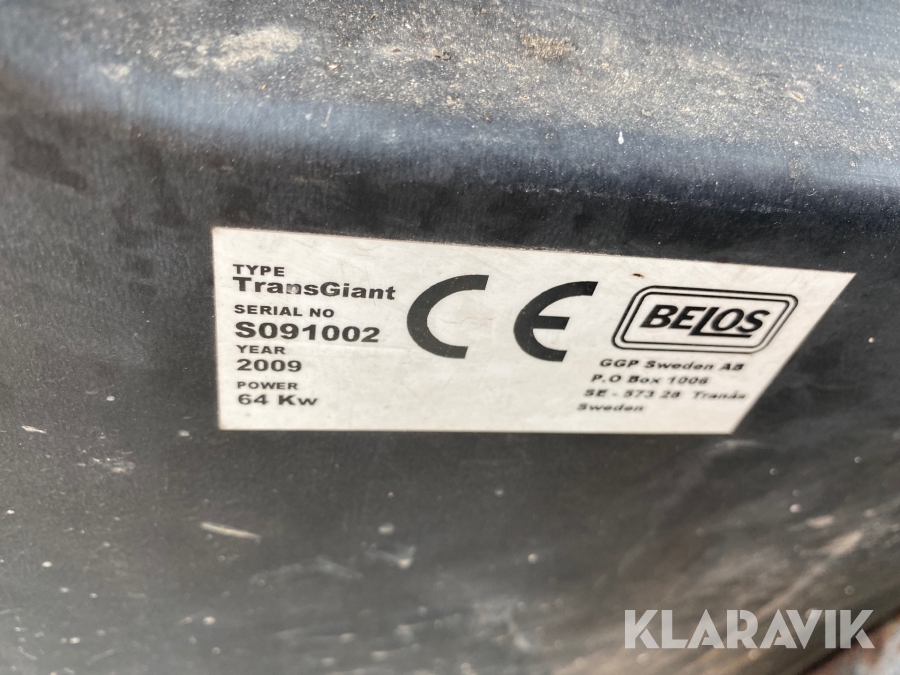 TYPE
TransGiant
SERIAL NO
S091002
YEAR
2009
POWER
64 Kw
CE
BELOS
GGP Sweden AB
P.O Box 1006
SE - 573 28 Tranås
Sweden
KLARAVIK